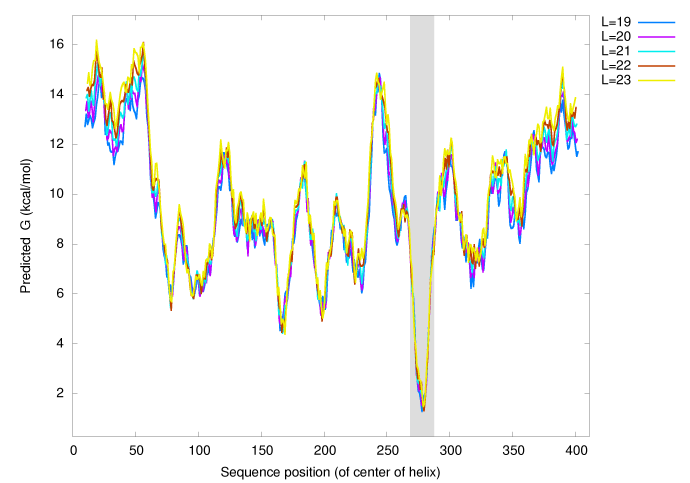 16
14
12
10
8
6
4
2
0
50
100
150
200
250
300
350
400
Predicted G (kcal/mol)
Sequence position (of center of helix)
L=19
L=20
L=21
L=22
L=23